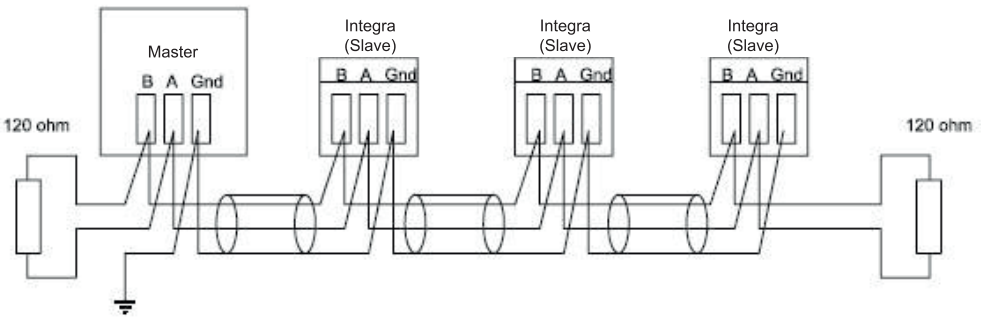 Master
B A Gnd
Integra
(Slave)
B A Gnd
Integra
(Slave)
B A Gnd
Integra
(Slave)
B A Gnd
120 ohm
120 ohm